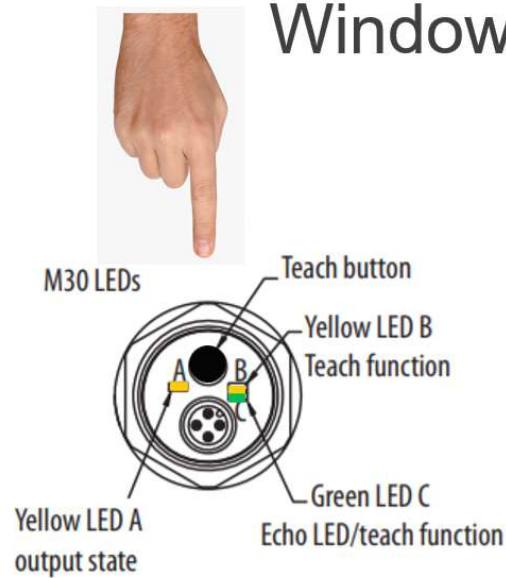 Window
M30 LEDs
Teach button
Yellow LED B
Teach function
A
B
C
Green LED C
Echo LED/teach function
Yellow LED A
output state